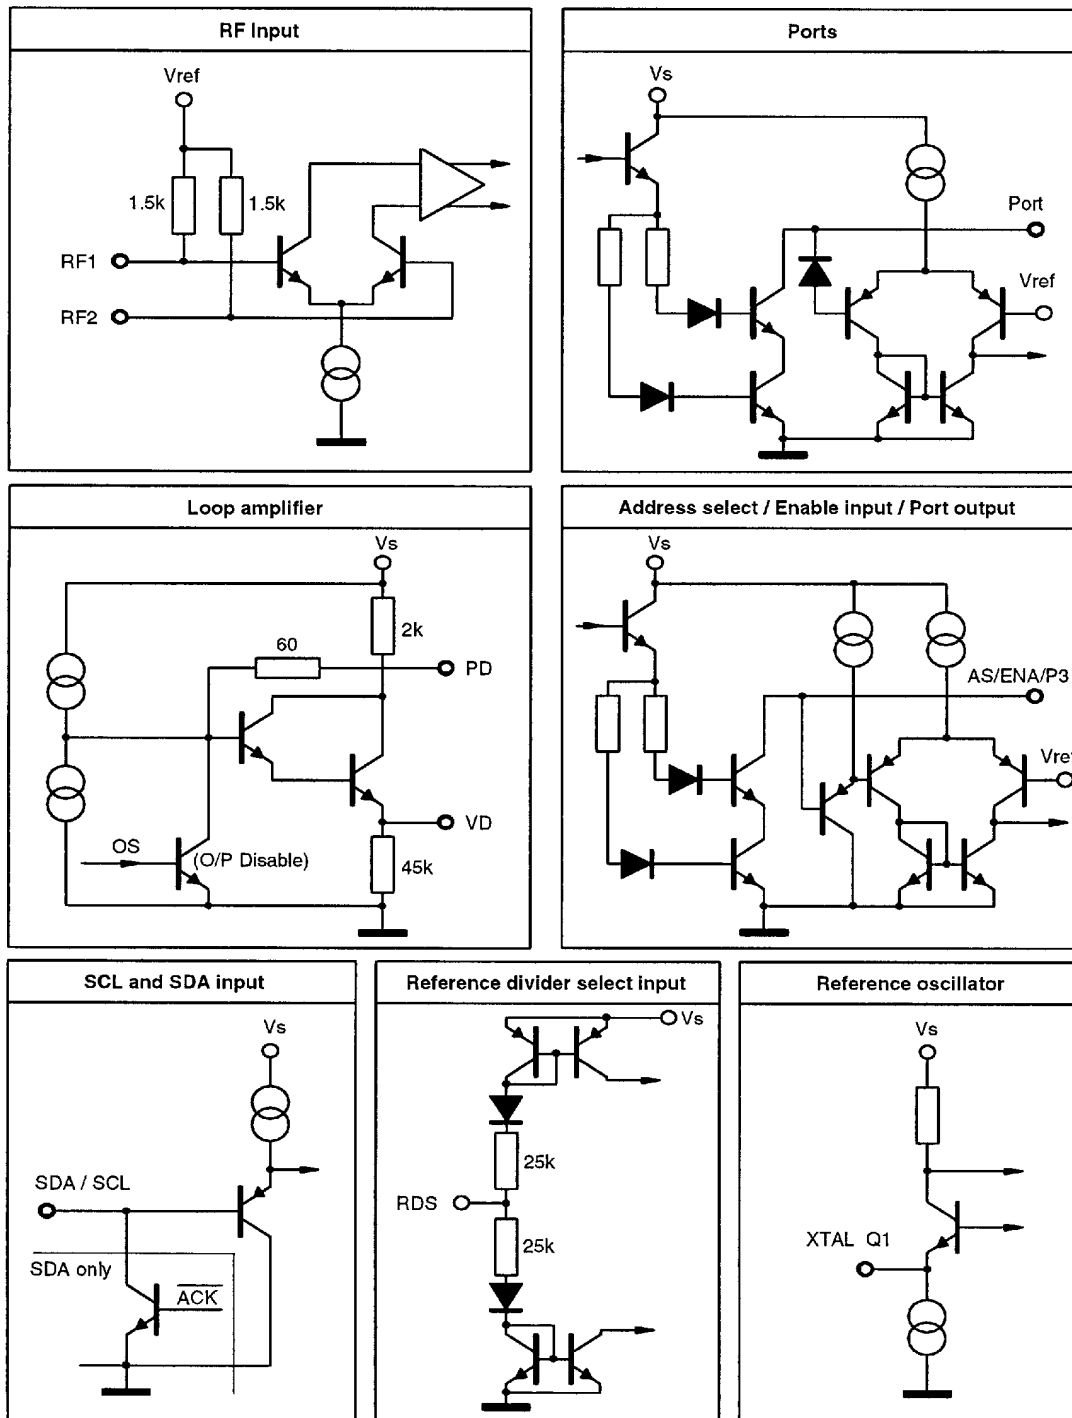 RF Input
Vref
1.5k
1.5k
RF1
RF2
Ports
Vs
Port
Vref
Loop amplifier
Vs
2k
60
PD
VD
OS
(O/P Disable)
45k
Address select / Enable input / Port output
Vs
AS/ENA/P3
Vref
SCL and SDA input
Vs
SDA / SCL
SDA only
ACK
Reference divider select input
Vs
25k
RDS
25k
Reference oscillator
Vs
XTAL Q1